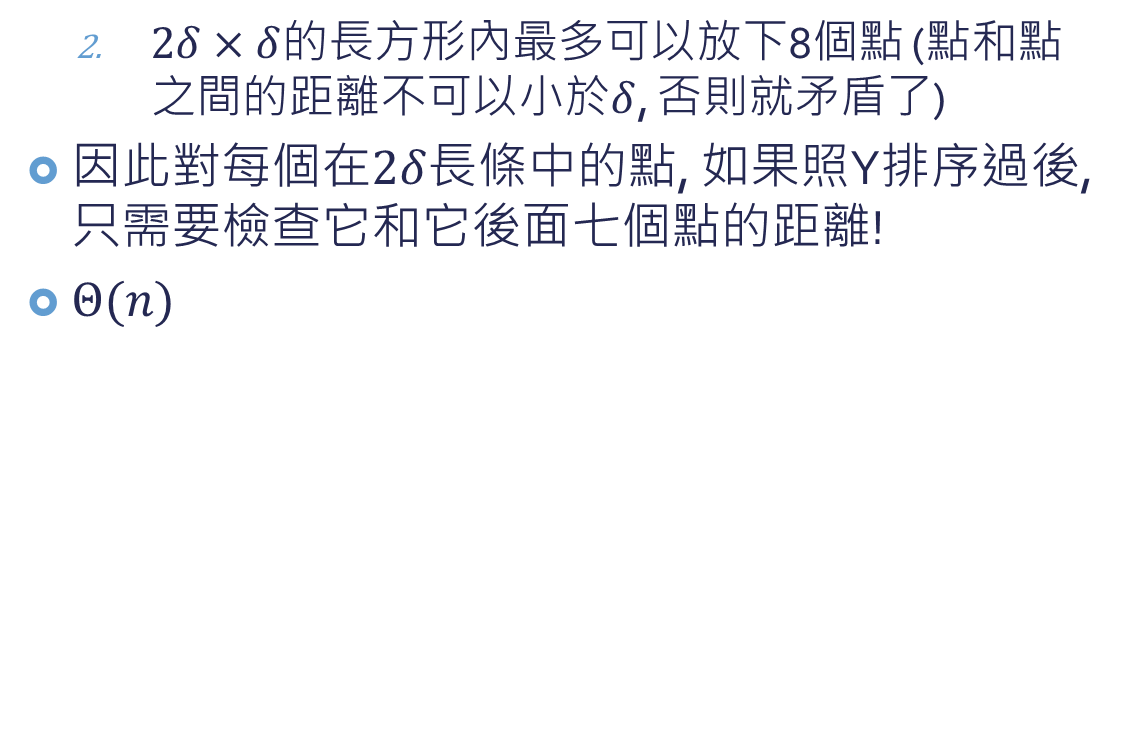 2. 2𝛿 × 𝛿的長方形內最多可以放下8個點(點和點
之間的距離不可以小於𝛿, 否則就矛盾了)
因此對每個在2𝛿長條中的點, 如果照Y排序過後,
只需要檢查它和它後面七個點的距離!
Θ(𝑛)